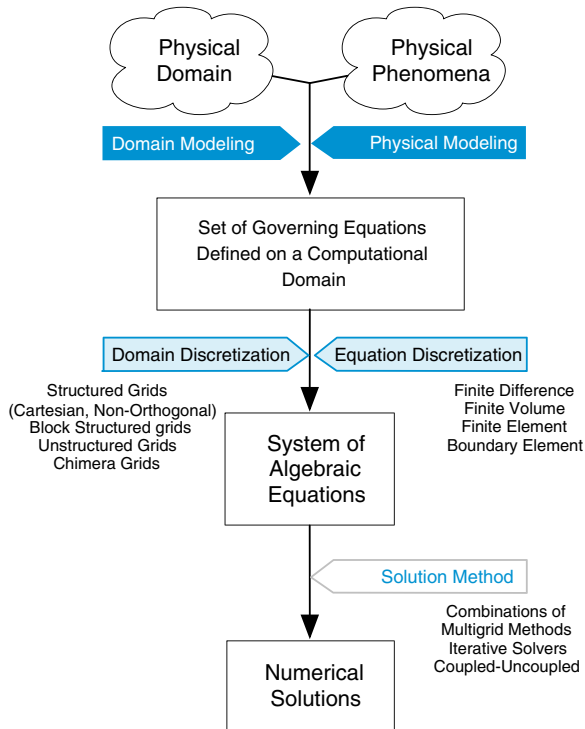 Physical
Domain
Physical
Phenomena
Domain Modeling
Physical Modeling
Set of Governing Equations
Defined on a Computational
Domain
Domain Discretization
Equation Discretization
Structured Grids
(Cartesian, Non-Orthogonal)
Block Structured grids
Unstructured Grids
Chimera Grids
Finite Difference
Finite Volume
Finite Element
Boundary Element
System of
Algebraic
Equations
Solution Method
Combinations of
Multigrid Methods
Iterative Solvers
Coupled-Uncoupled
Numerical
Solutions